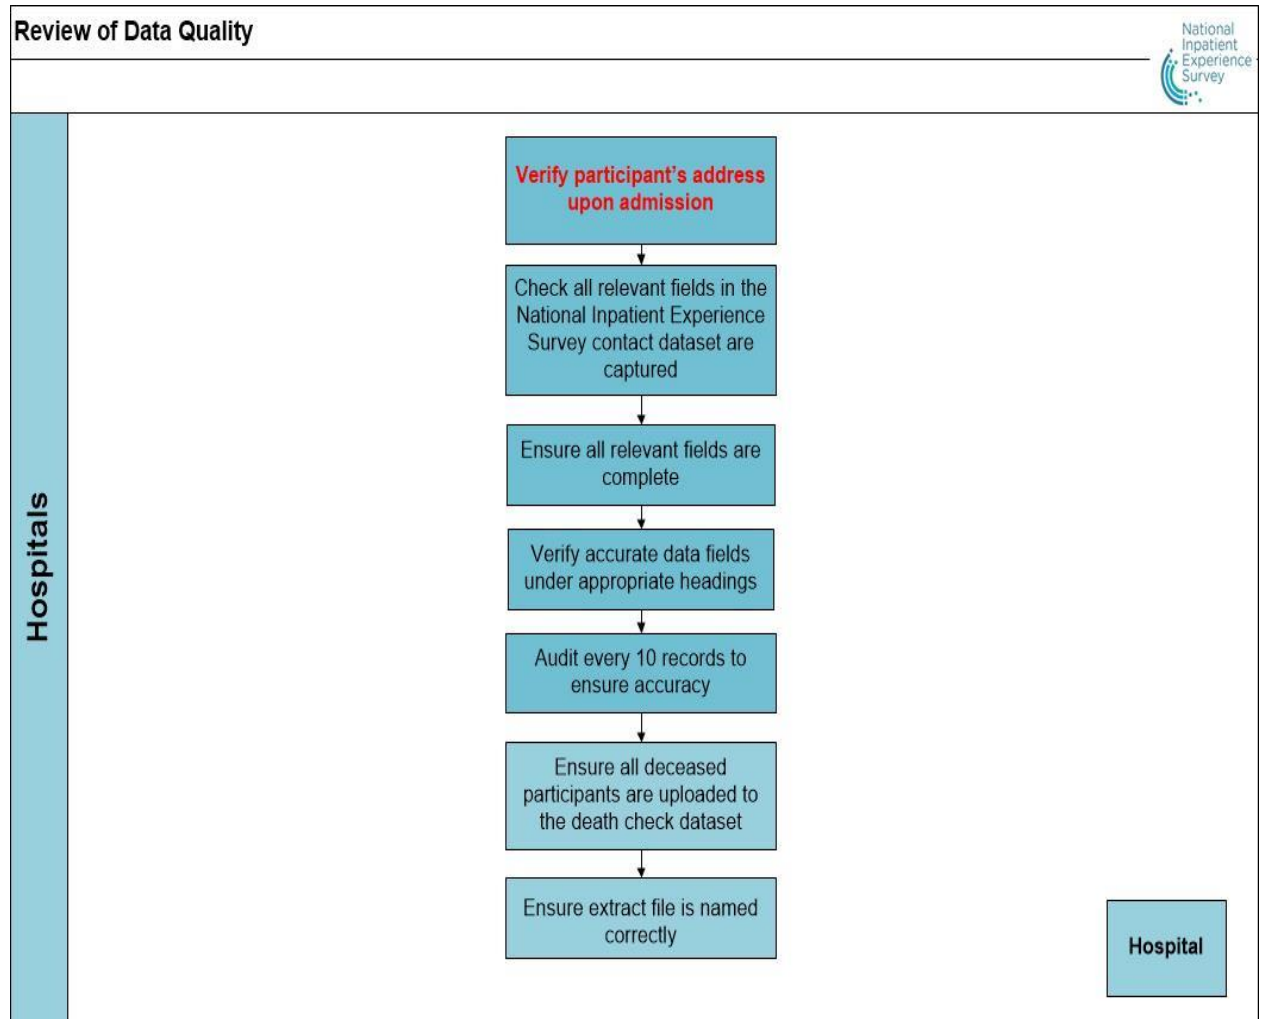 Review of Data Quality
National
Inpatient
Experience
Survey
Hospitals
Verify participant's address
upon admission
Check all relevant fields in the
National Inpatient Experience
Survey contact dataset are
captured
Ensure all relevant fields are
complete
Verify accurate data fields
under appropriate headings
Audit every 10 records to
ensure accuracy
Ensure all deceased
participants are uploaded to
the death check dataset
Ensure extract file is named
correctly
Hospital